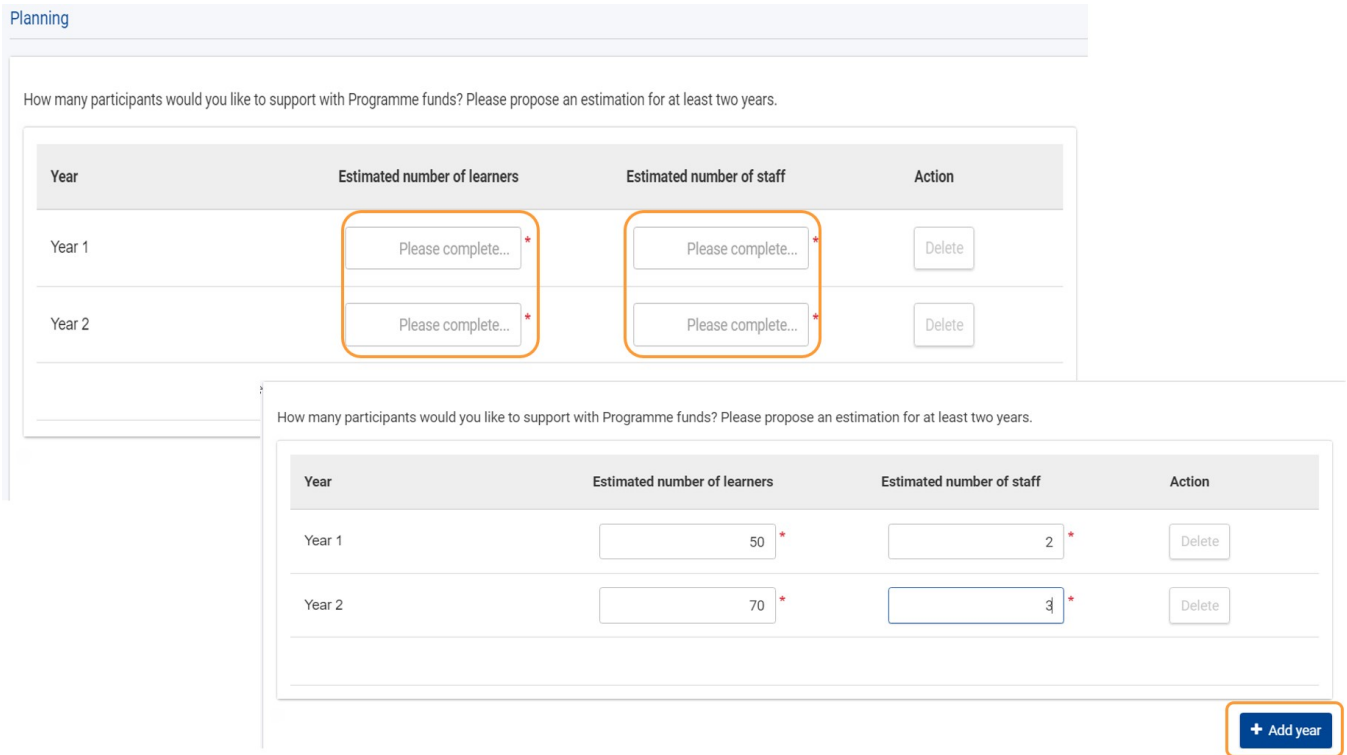 Planning
How many participants would you like to support with Programme funds? Please propose an estimation for at least two years.
Year Estimated number of learners Estimated number of staff Action
Year 1 Please complete... * Please complete... * Delete
Year 2 Please complete... * Please complete... * Delete
How many participants would you like to support with Programme funds? Please propose an estimation for at least two years.
Year Estimated number of learners Estimated number of staff Action
Year 1 50 * 2 * Delete
Year 2 70 * 3 * Delete
+ Add year